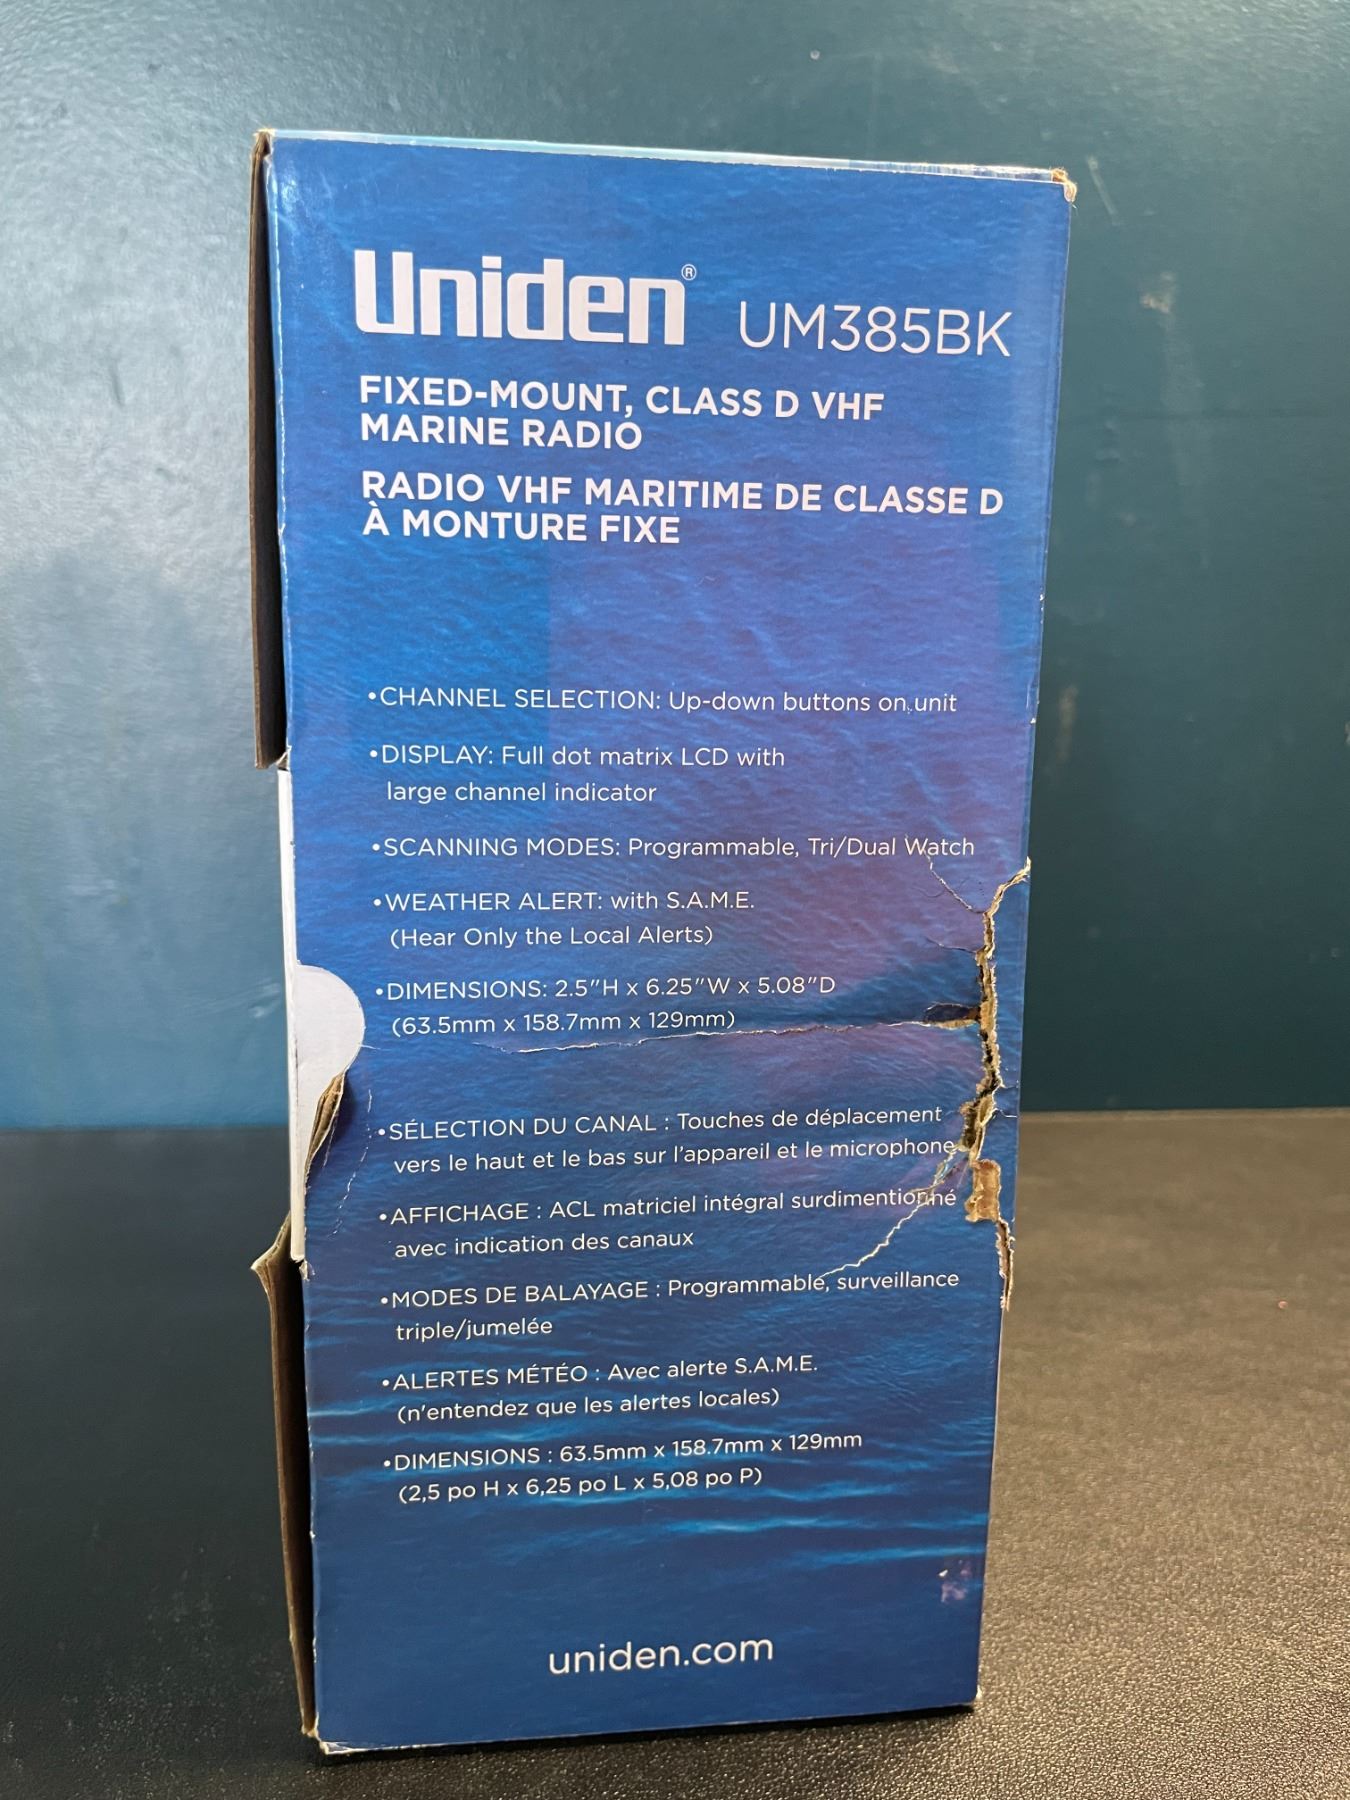 Uniden® UM385BK
FIXED-MOUNT, CLASS D VHF
MARINE RADIO
RADIO VHF MARITIME DE CLASSE D
À MONTURE FIXE
•CHANNEL SELECTION: Up-down buttons on unit
•DISPLAY: Full dot matrix LCD with
large channel indicator
•SCANNING MODES: Programmable, Tri/Dual Watch
•WEATHER ALERT: with S.A.M.E.
(Hear Only the Local Alerts)
•DIMENSIONS: 2.5"H x 6.25"W x 5.08"D
(63.5mm x 158.7mm x 129mm)
•SÉLECTION DU CANAL : Touches de déplacement
vers le haut et le bas sur l'appareil et le microphone
•AFFICHAGE : ACL matriciel intégral surdimentionné
avec indication des canaux
•MODES DE BALAYAGE : Programmable, surveillance
triple/jumelée
•ALERTES MÉTÉO : Avec alerte S.A.M.E.
(n'entendez que les alertes locales)
•DIMENSIONS : 63.5mm x 158.7mm x 129mm
(2,5 po H x 6,25 po L x 5,08 po P)
uniden.com